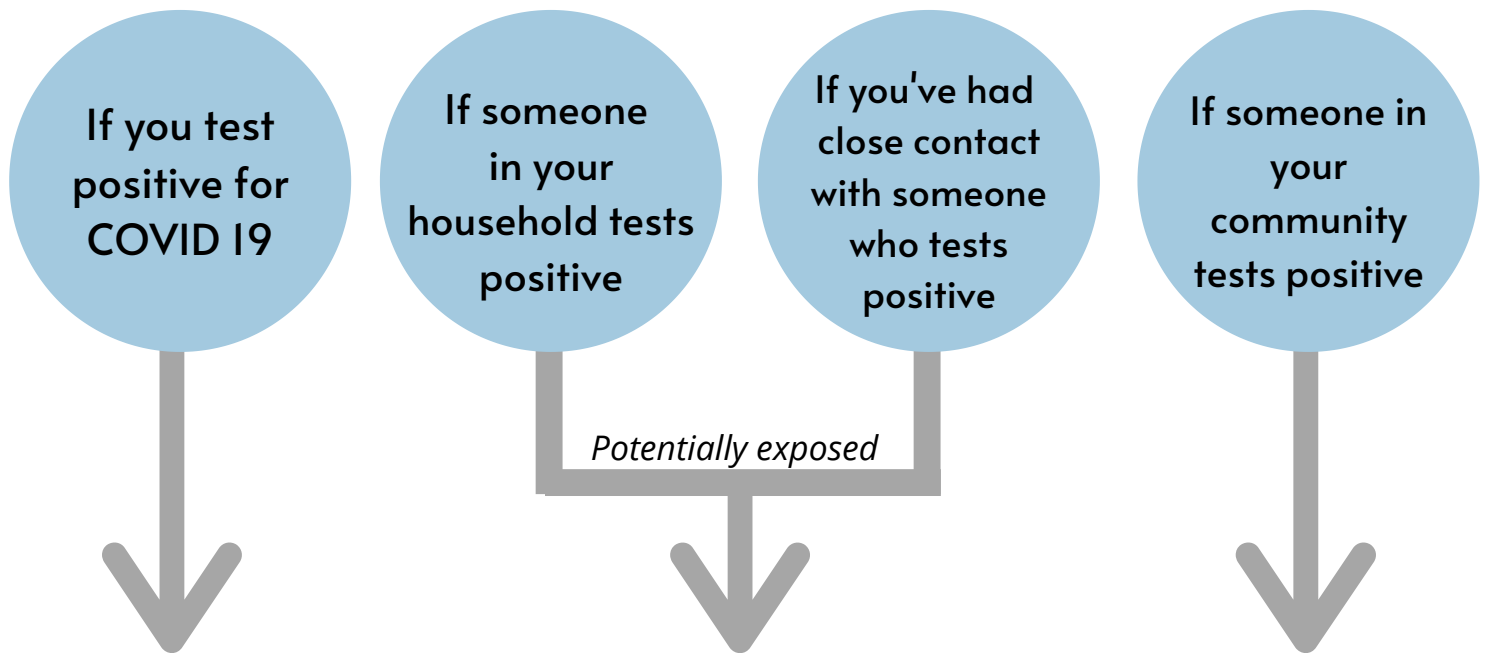 If you test
positive for
COVID 19
If someone
in your
household tests
positive
If you've had
close contact
with someone
who tests
positive
If someone in
your
community
tests positive
Potentially exposed